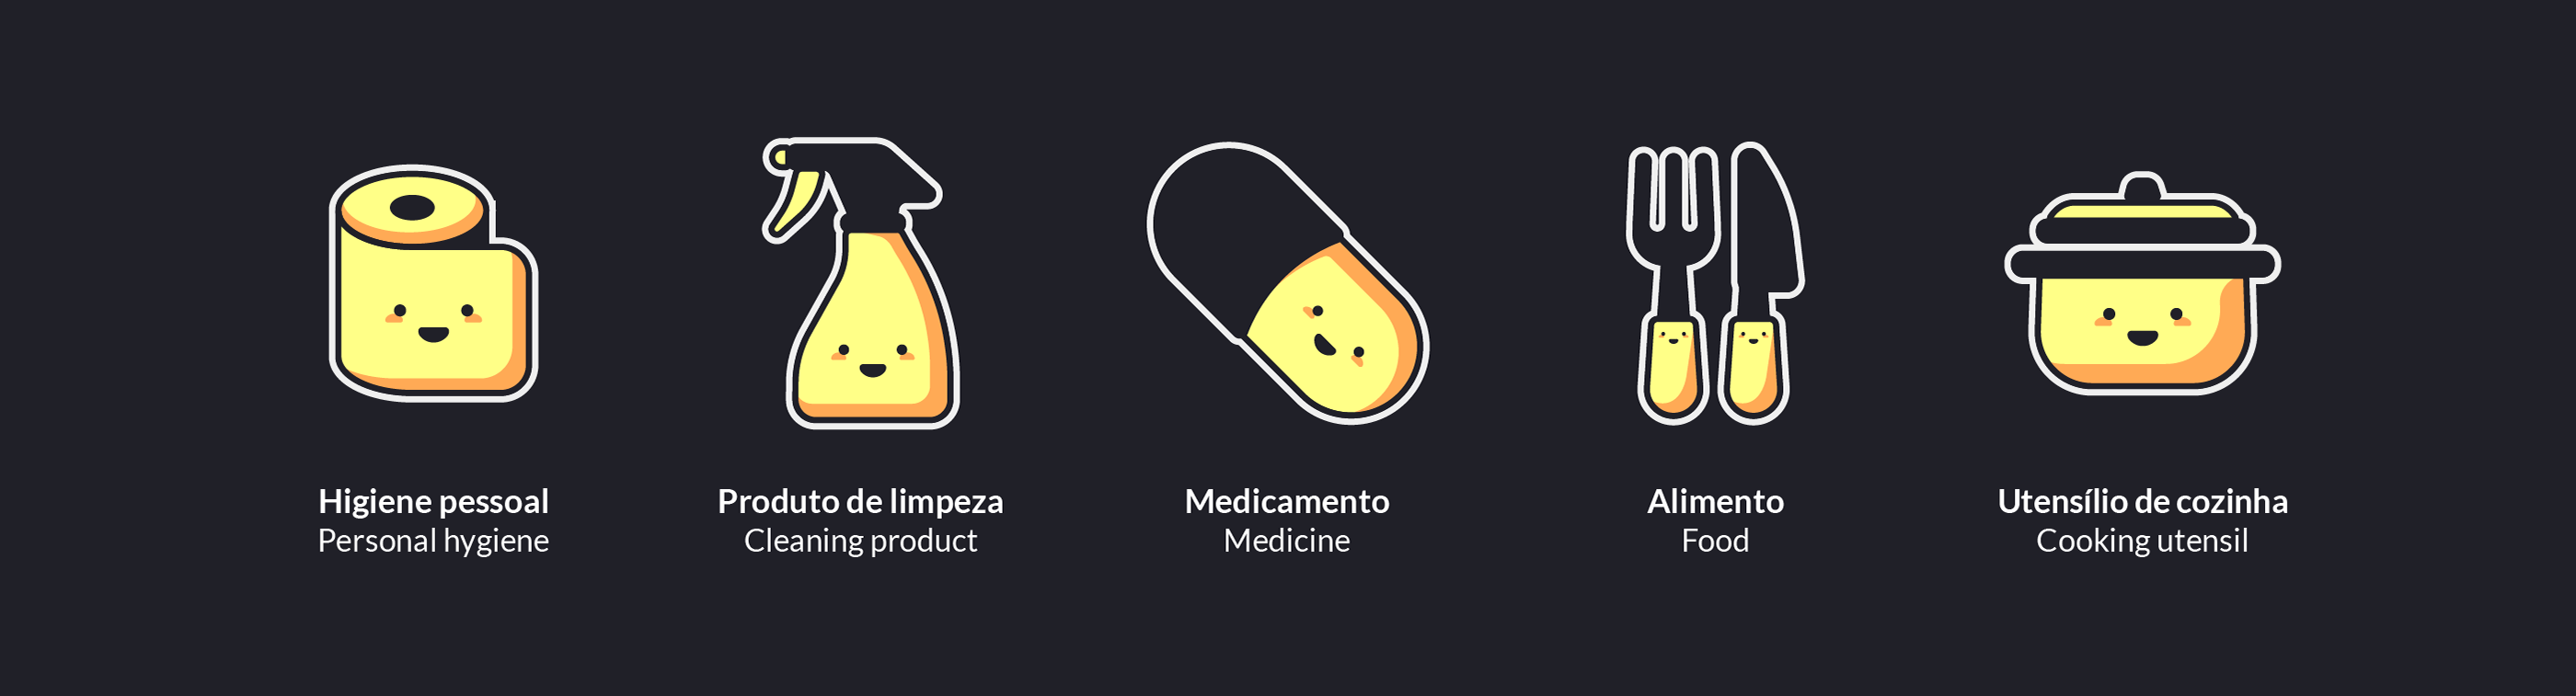 Higiene pessoal
Personal hygiene
Produto de limpeza
Cleaning product
Medicamento
Medicine
Alimento
Food
Utensílio de cozinha
Cooking utensil